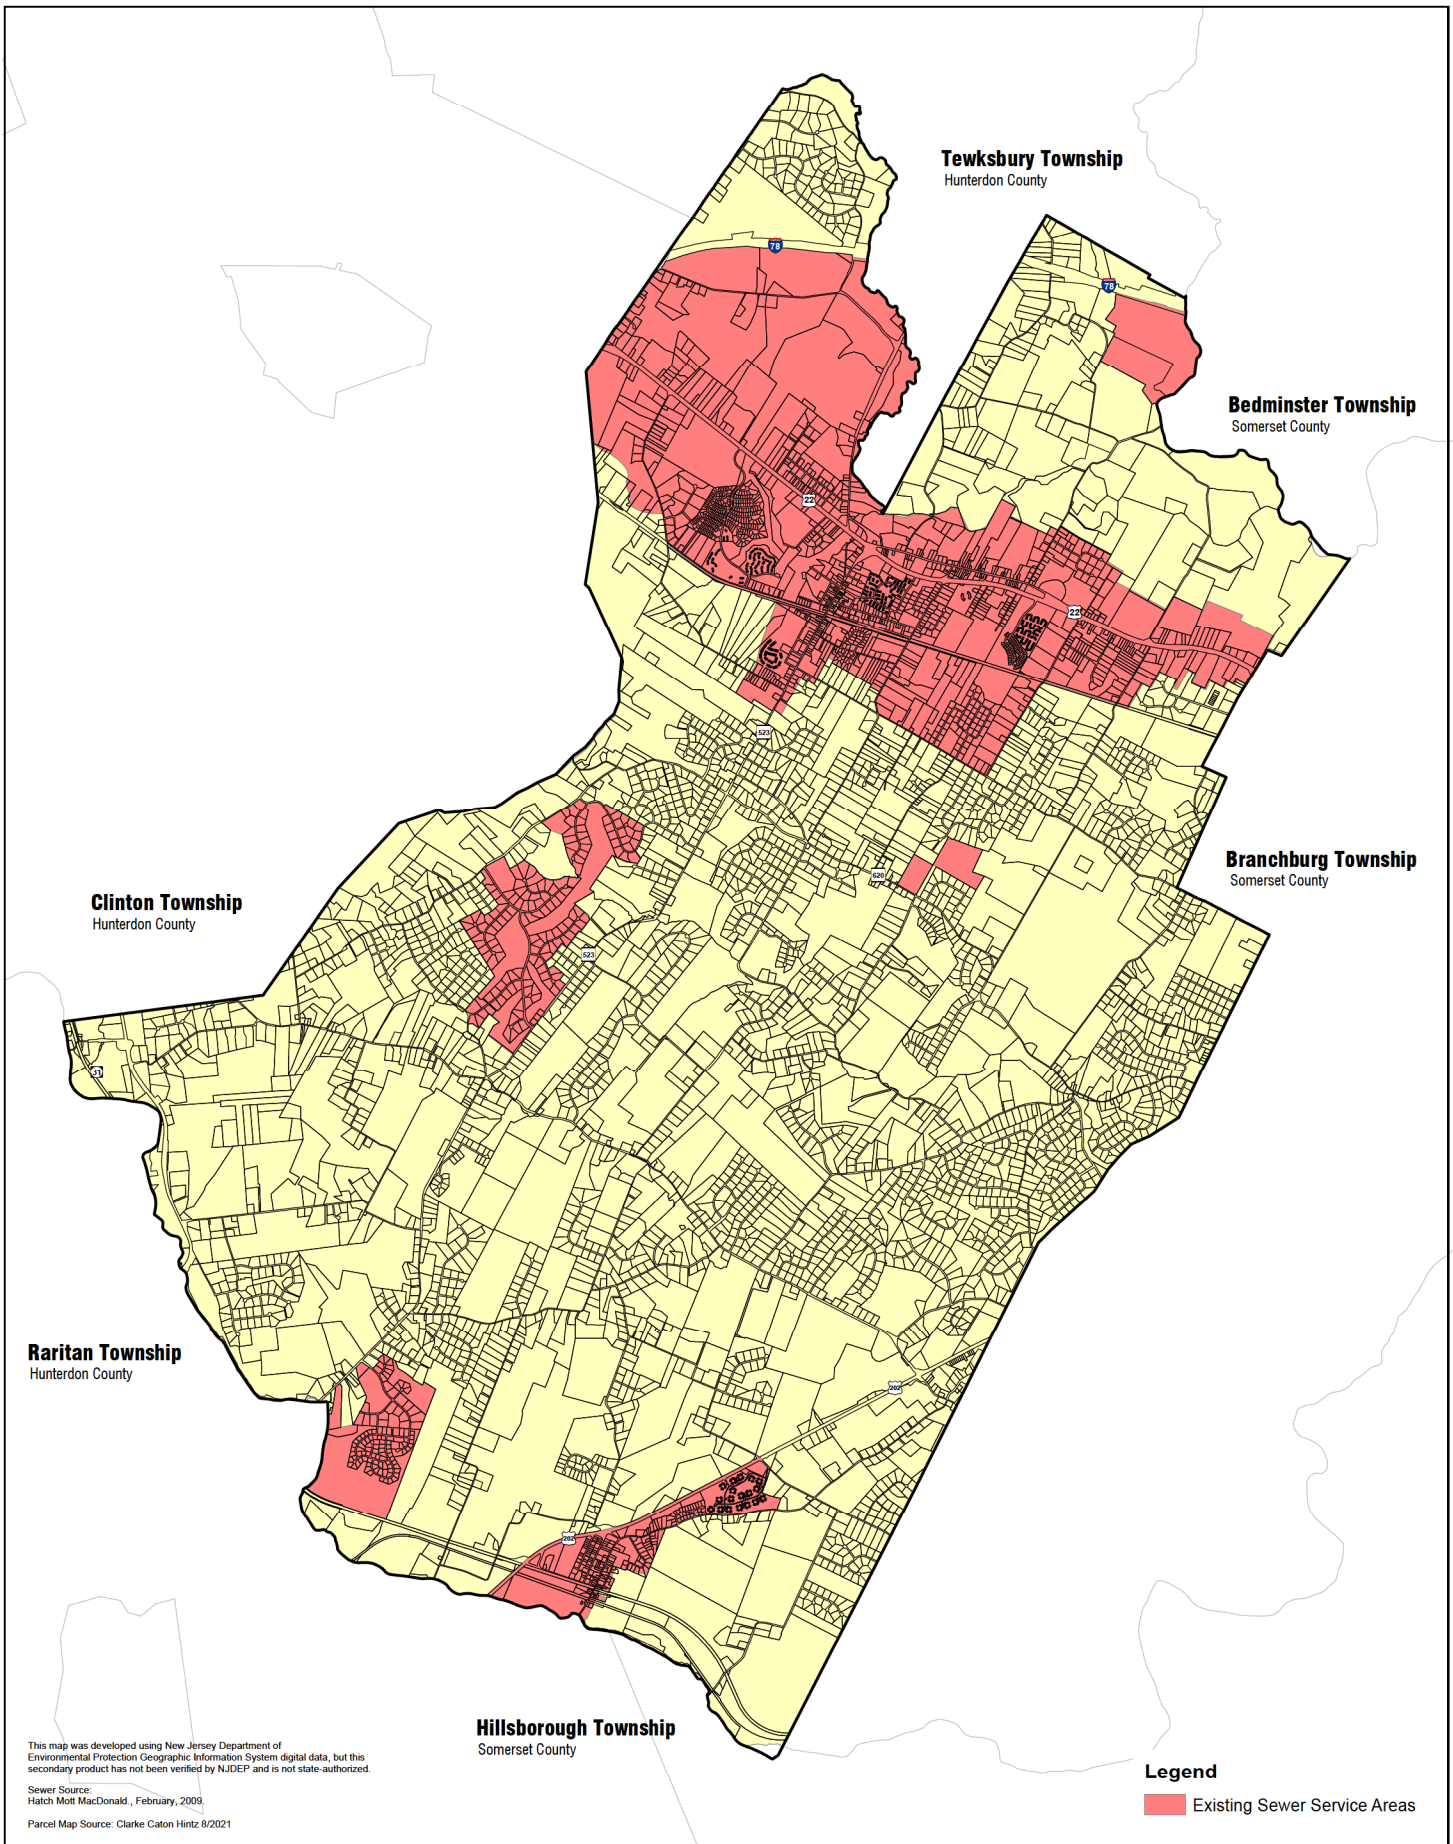 Tewksbury Township
Hunterdon County
78
78
Bedminster Township
Somerset County
22
22
523
Branchburg Township
Somerset County
620
Clinton Township
Hunterdon County
523
31
Raritan Township
Hunterdon County
202
202
Hillsborough Township
Somerset County
This map was developed using New Jersey Department of
Environmental Protection Geographic Information System digital data, but this
secondary product has not been verified by NJDEP and is not state-authorized.
Sewer Source:
Hatch Mott MacDonald., February, 2009.
Parcel Map Source: Clarke Caton Hintz 8/2021
Legend
Existing Sewer Service Areas